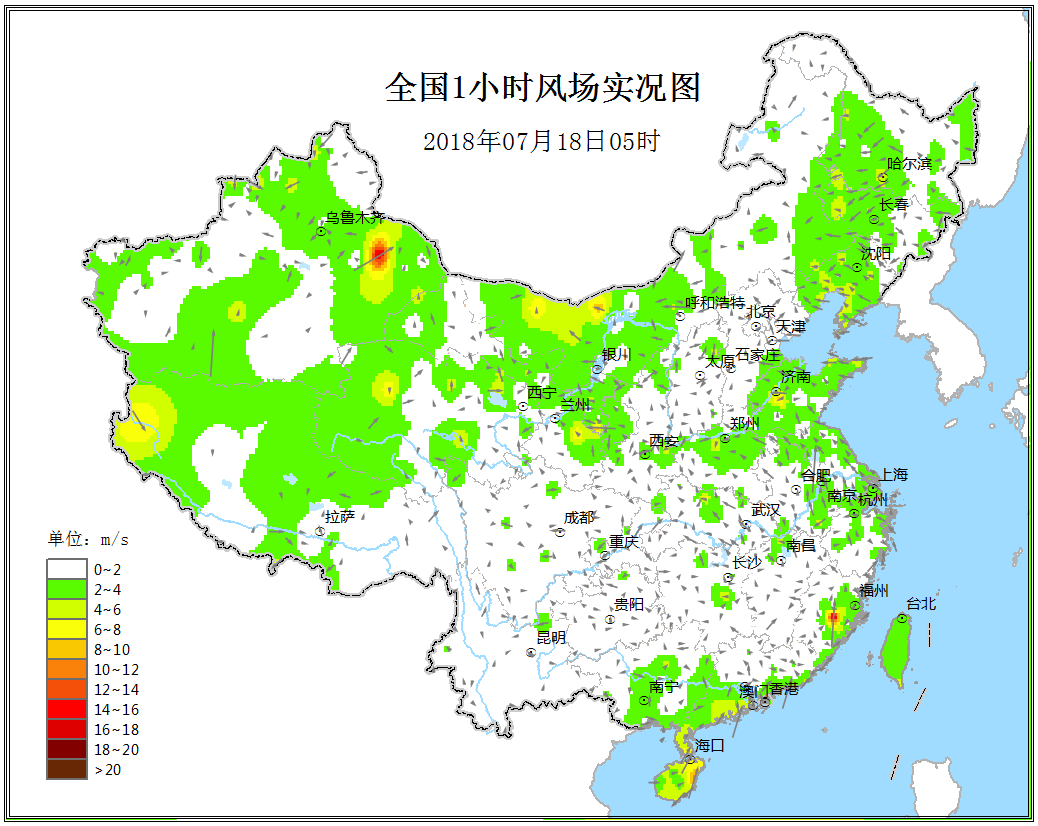 全国1小时风场实况图
2018年07月18日05时
哈尔滨
长春
乌鲁木齐
沈阳
呼和浩特
北京
天津
银川
石家庄
太原
济南
西宁
兰州
郑州
西安
合肥
上海
南京
杭州
拉萨
武汉
成都
重庆
南昌
长沙
福州
台北
贵阳
昆明
南宁
澳门
香港
海口
单位: m/s
0~2
2~4
4~6
6~8
8~10
10~12
12~14
14~16
16~18
18~20
>20